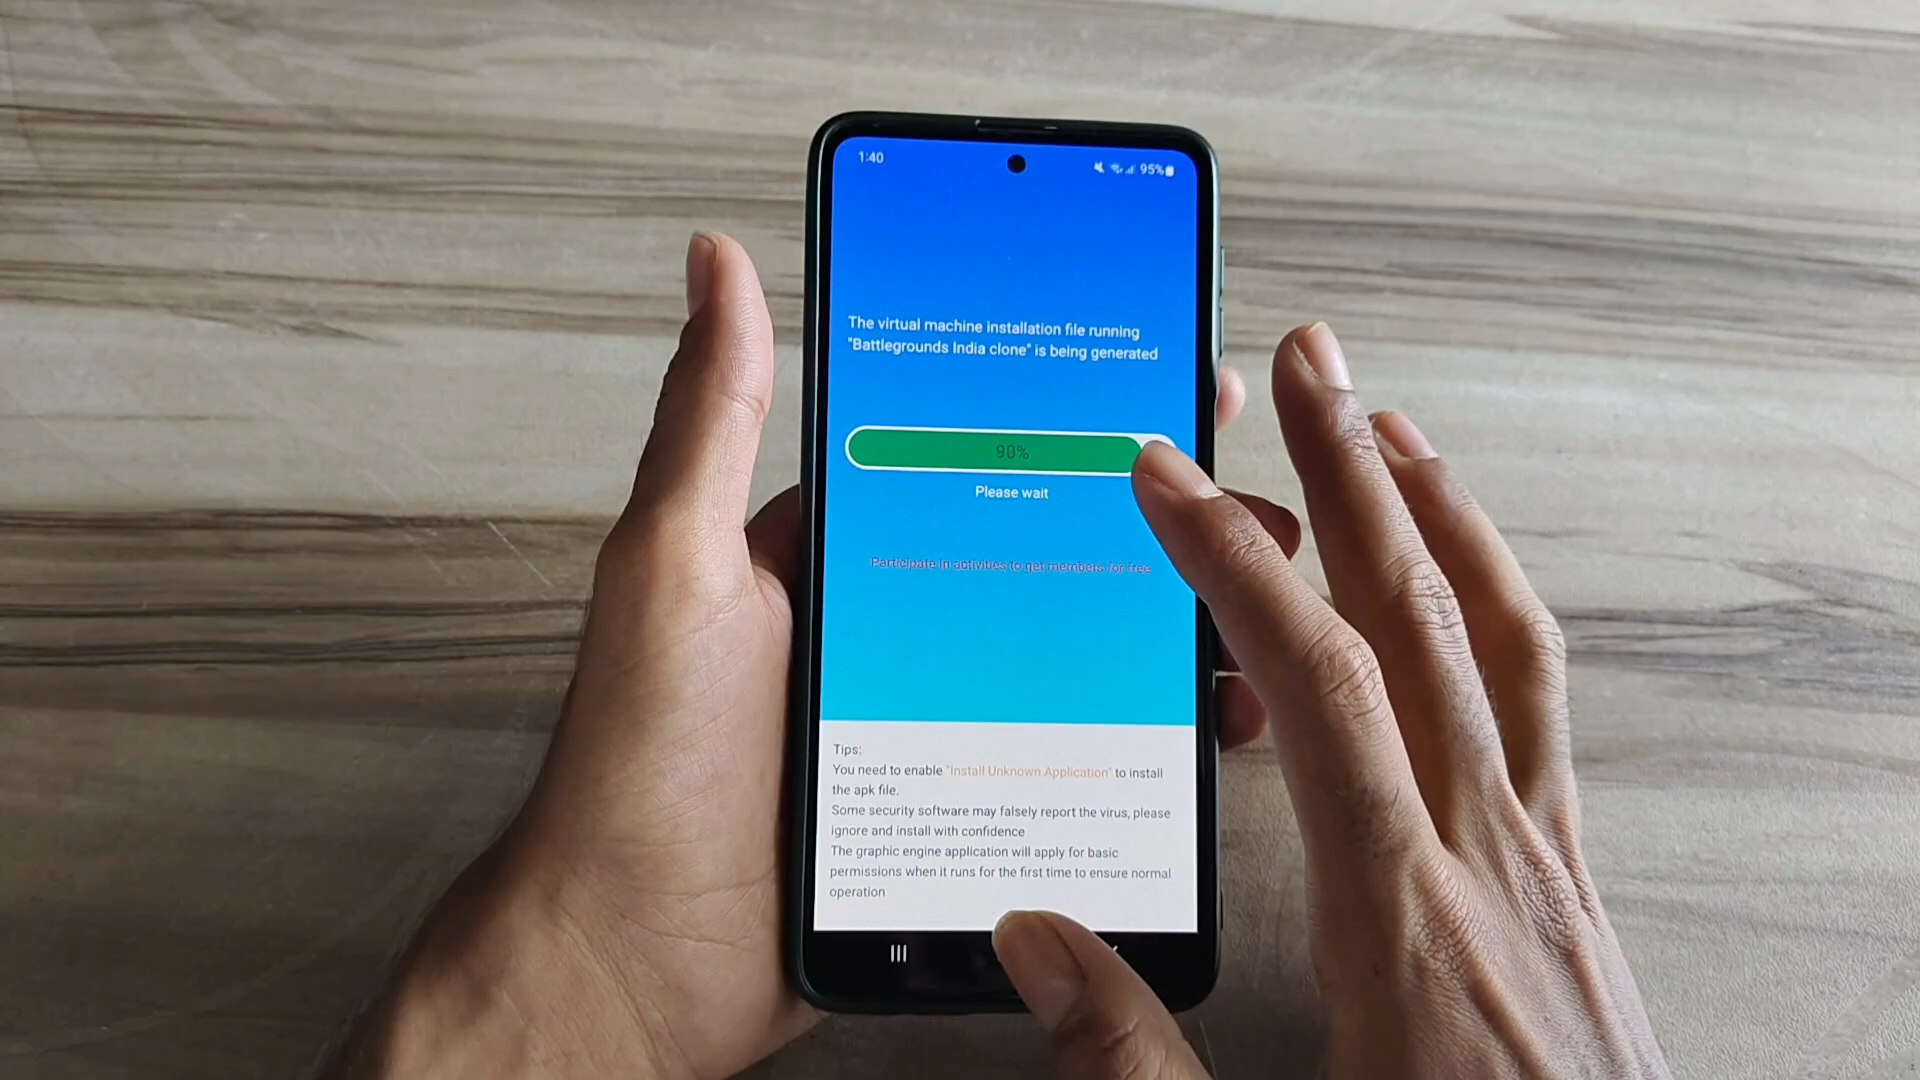 1:40
95%
The virtual machine installation file running
"Battlegrounds India clone" is being generated
90%
Please wait
Participate in activities to get members for free
Tips:
You need to enable "Install Unknown Application" to install
the apk file.
Some security software may falsely report the virus, please
ignore and install with confidence
The graphic engine application will apply for basic
permissions when it runs for the first time to ensure normal
operation